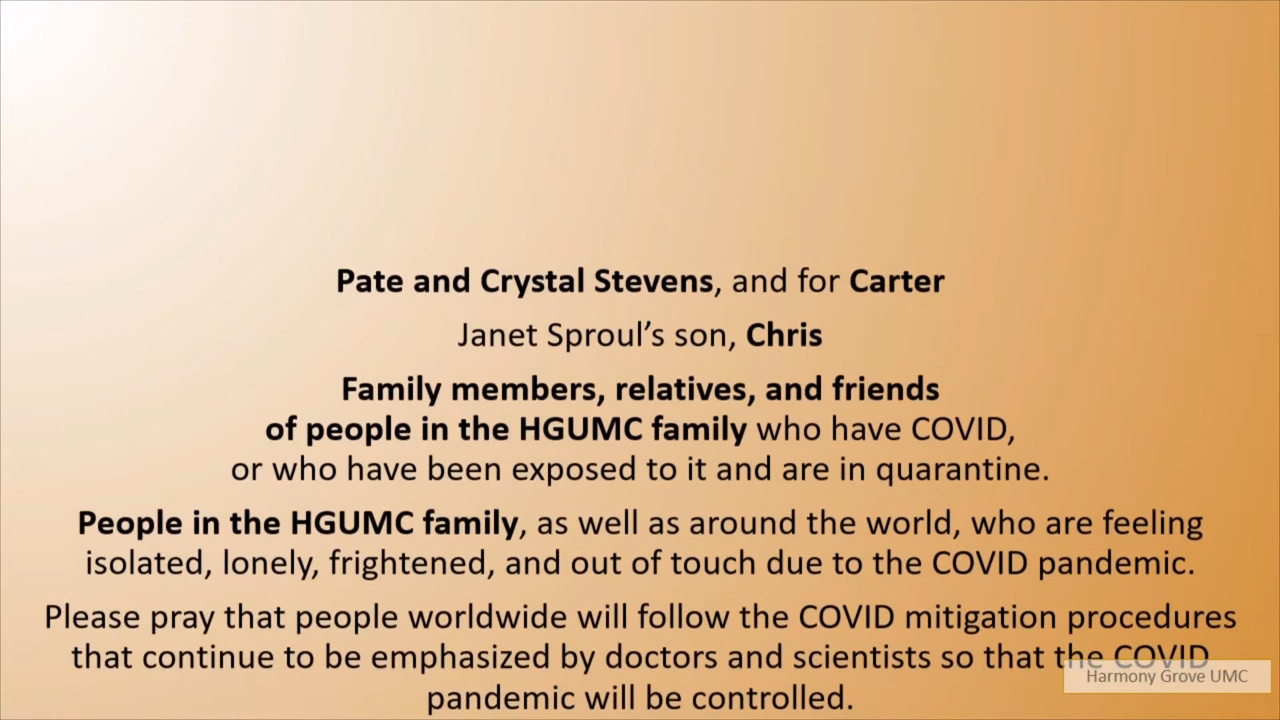 Pate and Crystal Stevens, and for Carter
Janet Sproul’s son, Chris
Family members, relatives, and friends
of people in the HGUMC family who have COVID,
or who have been exposed to it and are in quarantine.
People in the HGUMC family, as well as around the world, who are feeling
isolated, lonely, frightened, and out of touch due to the COVID pandemic.
Please pray that people worldwide will follow the COVID mitigation procedures
that continue to be emphasized by doctors and scientists so that the COVID
pandemic will be controlled.
Harmony Grove UMC